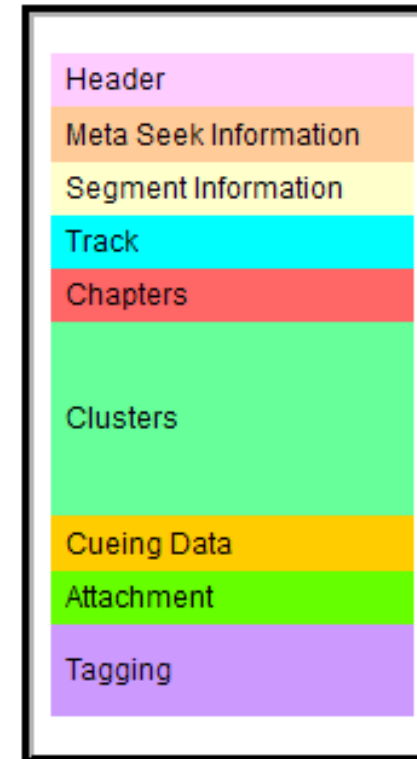 Header
Meta Seek Information
Segment Information
Track
Chapters
Clusters
Cueing Data
Attachment
Tagging